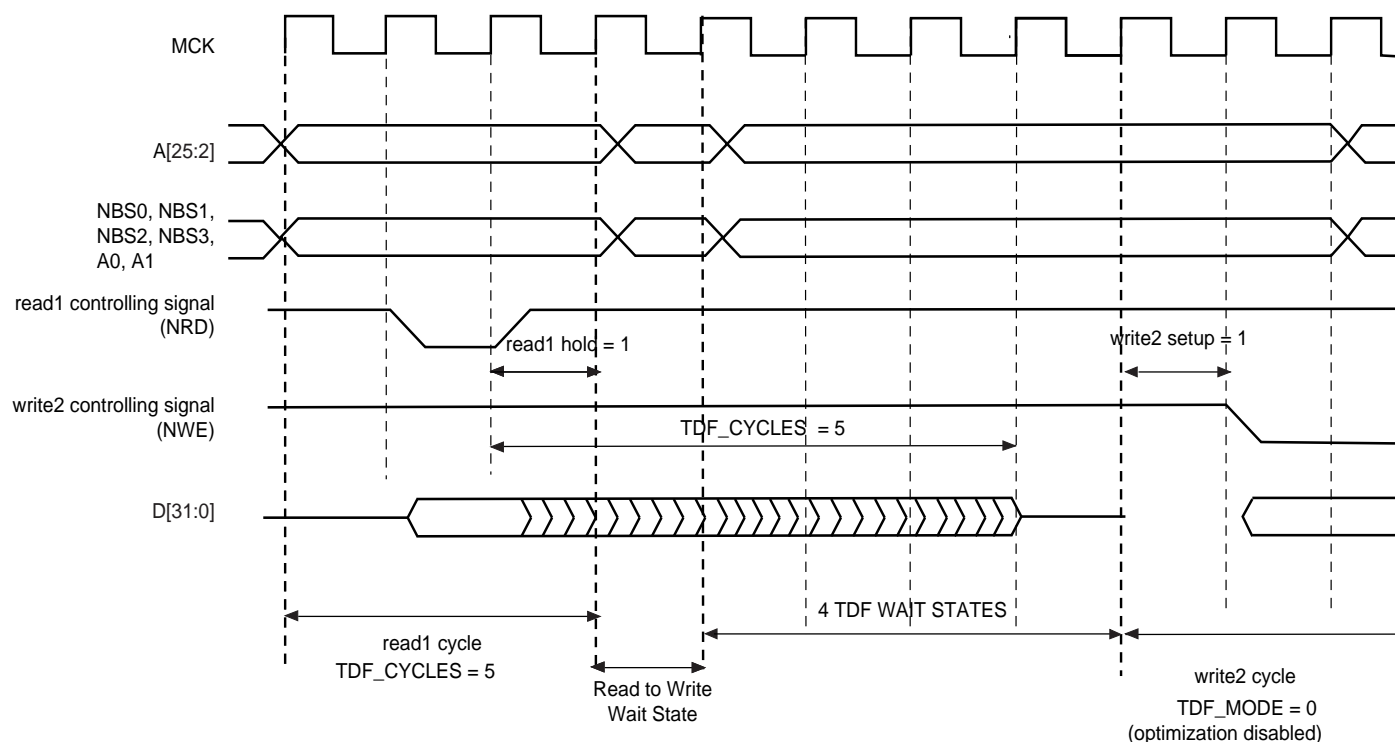 MCK
A[25:2]
NBS0, NBS1,
NBS2, NBS3,
A0, A1
read1 controlling signal
(NRD)
read1 hold = 1
write2 setup = 1
write2 controlling signal
(NWE)
TDF_CYCLES = 5
D[31:0]
4 TDF WAIT STATES
read1 cycle
TDF_CYCLES = 5
Read to Write
Wait State
write2 cycle
TDF_MODE = 0
(optimization disabled)